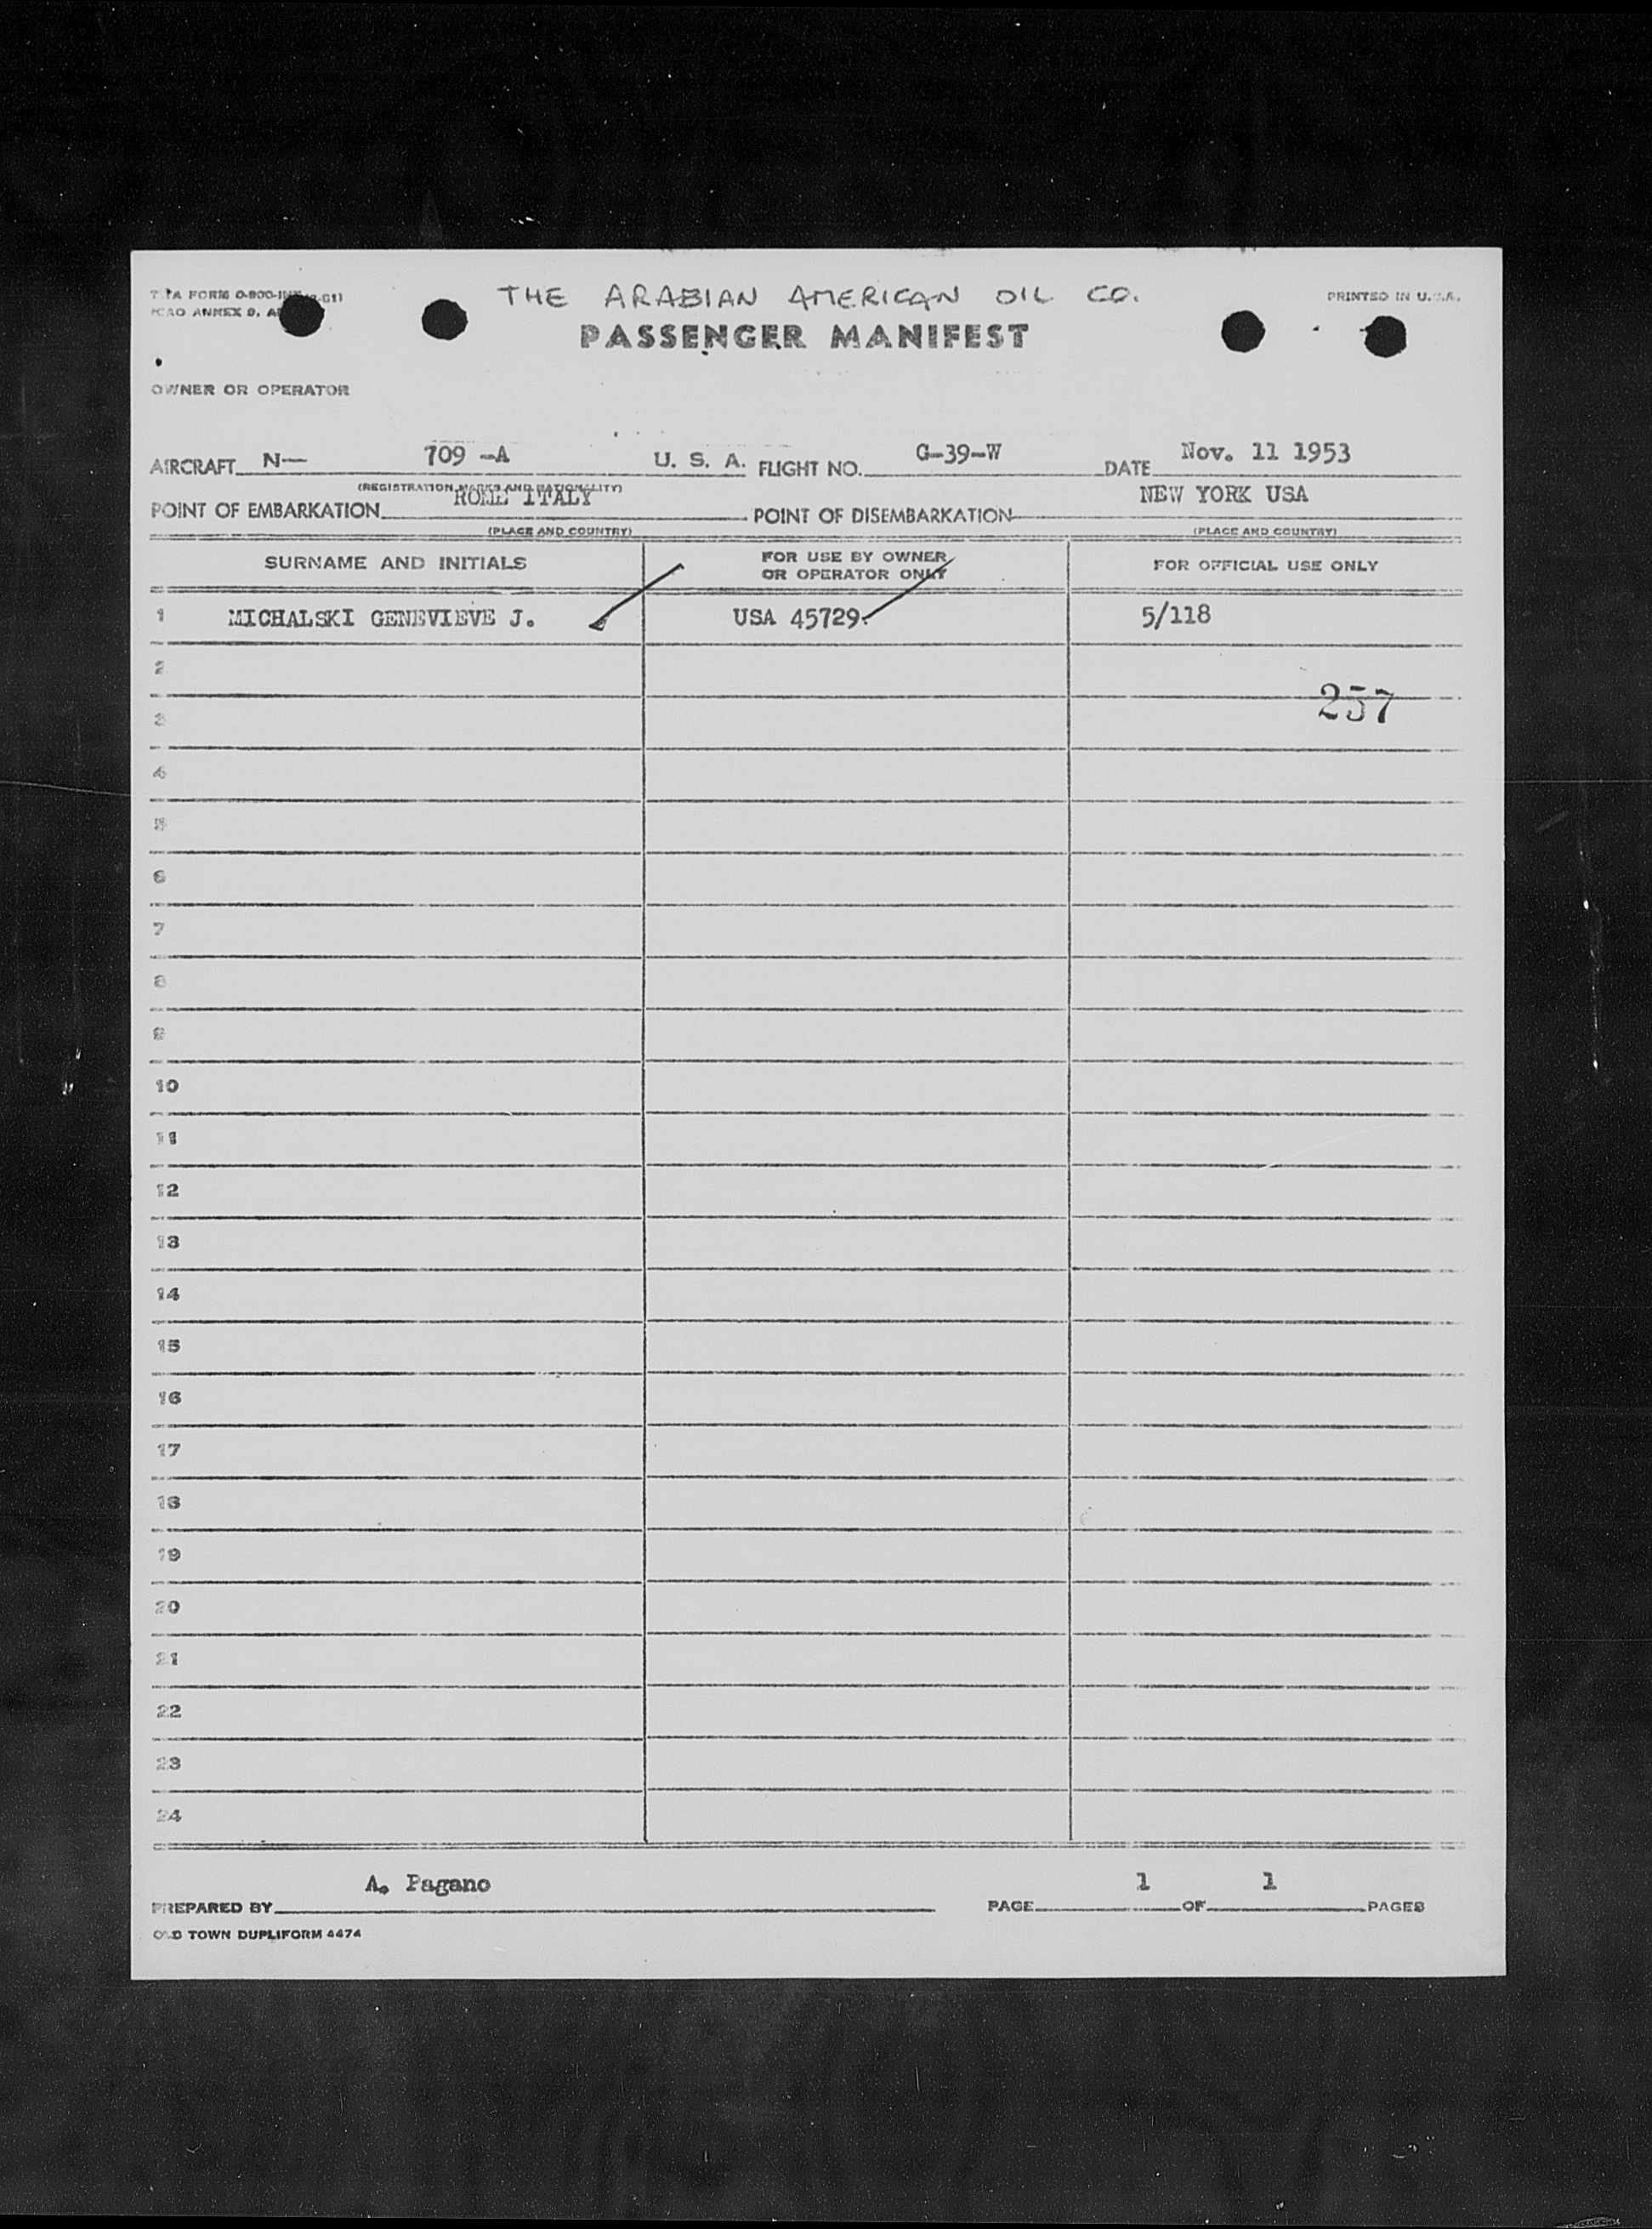 THE ARABIAN AMERICAN OIL CO.
FORM PRINTED IN U.S.A.
ICAO ANNEX 9,
PASSENGER MANIFEST
OWNER OR OPERATOR
AIRCRAFT N— 709 -A U. S. A. FLIGHT NO. G-39-W DATE Nov. 11 1953
(REGISTRATION MARKS AND NATIONALITY)
POINT OF EMBARKATION ROME ITALY POINT OF DISEMBARKATION NEW YORK USA
(PLACE AND COUNTRY) (PLACE AND COUNTRY)
SURNAME AND INITIALS FOR USE BY OWNER OR OPERATOR ONLY FOR OFFICIAL USE ONLY
1 MICHALSKI GENEVIEVE J. USA 45729 5/118
2
257
3
4
5
6
7
8
9
10
11
12
13
14
15
16
17
18
19
20
21
22
23
24
PREPARED BY A. Pagano PAGE 1 OF 1 PAGES
OLD TOWN DUPLIFORM 4474